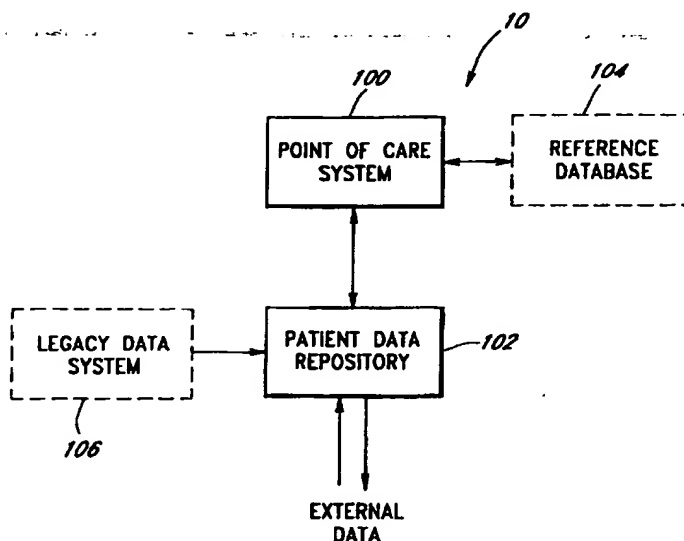 10
100
104
POINT OF CARE
SYSTEM
REFERENCE
DATABASE
LEGACY DATA
SYSTEM
PATIENT DATA
REPOSITORY
102
106
EXTERNAL
DATA